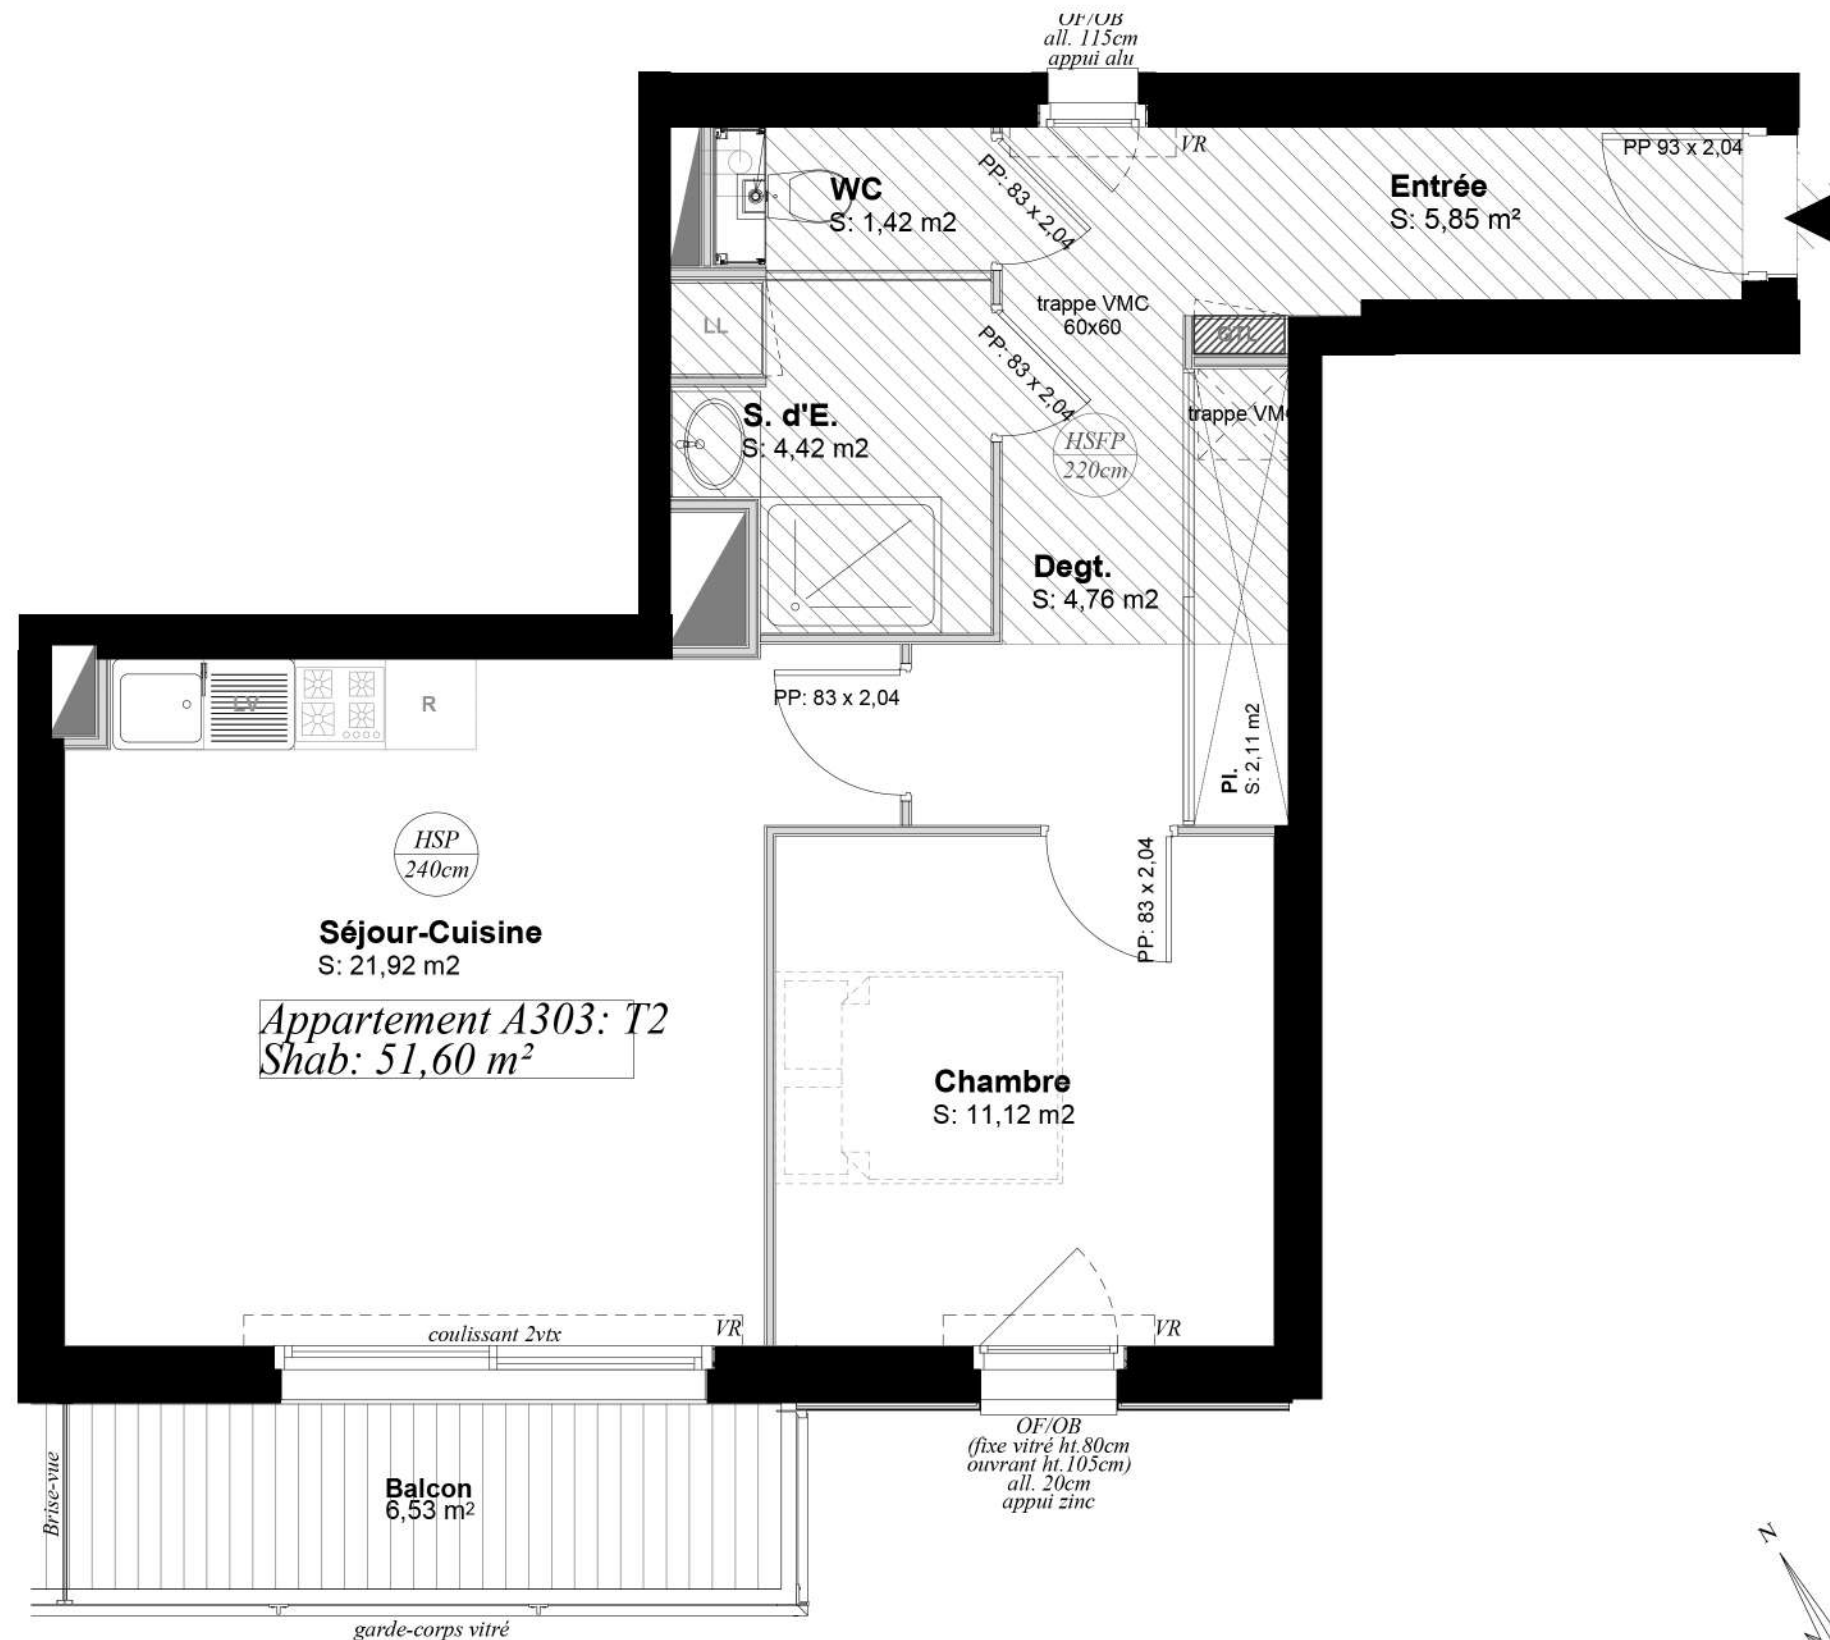 OF/OB
all. 115cm
appui alu
VR
PP 93 x 2,04
WC
S: 1,42 m2
PP: 83 x 2,04
Entrée
S: 5,85 m²
trappe VMC
60x60
LL
GTL
PP: 83 x 2,04
S. d'E.
S: 4,42 m2
HSFP
220cm
trappe VM
Degt.
S: 4,76 m2
PP: 83 x 2,04
LV
R
Pl.
S: 2,11 m2
HSP
240cm
PP: 83 x 2,04
Séjour-Cuisine
S: 21,92 m2
Appartement A303: T2
Shab: 51,60 m²
Chambre
S: 11,12 m2
coulissant 2vtx
VR
VR
OF/OB
(fixe vitré ht.80cm
ouvrant ht.105cm)
all. 20cm
appui zinc
Brise-vue
Balcon
6,53 m²
garde-corps vitré
N